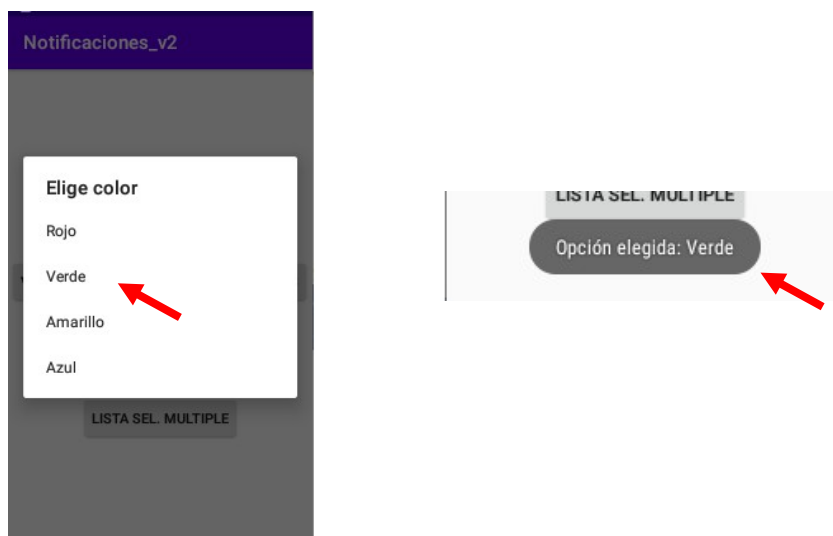 Notificaciones_v2
Elige color
Rojo
Verde
Amarillo
Azul
LISTA SEL. MULTIPLE
LISTA SEL. MULTIPLE
Opción elegida: Verde